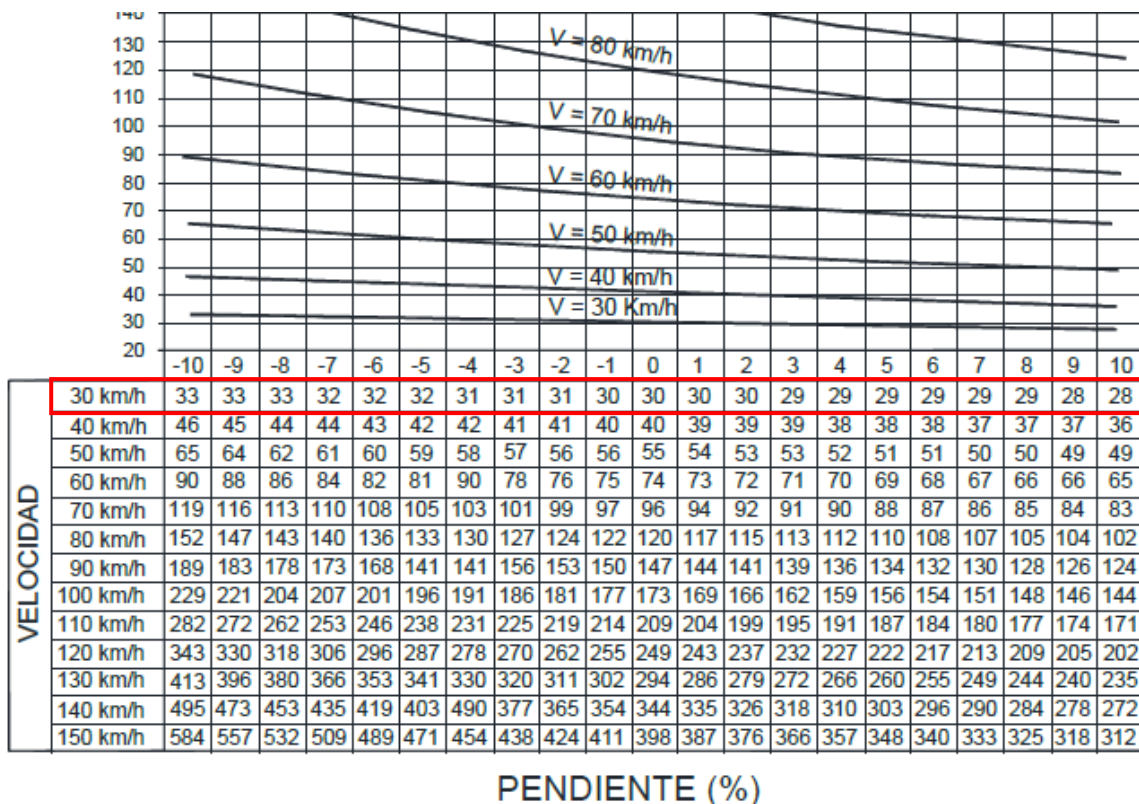 140
130
120
110
100
90
80
70
60
50
40
30
20
V = 80 km/h
V = 70 km/h
V = 60 km/h
V = 50 km/h
V = 40 km/h
V = 30 Km/h
-10 -9 -8 -7 -6 -5 -4 -3 -2 -1 0 1 2 3 4 5 6 7 8 9 10
VELOCIDAD
30 km/h 33 33 33 32 32 32 31 31 31 30 30 30 30 29 29 29 29 29 29 28 28
40 km/h 46 45 44 44 43 42 42 41 41 40 40 39 39 39 38 38 38 37 37 37 36
50 km/h 65 64 62 61 60 59 58 57 56 56 55 54 53 53 52 51 51 50 50 49 49
60 km/h 90 88 86 84 82 81 90 78 76 75 74 73 72 71 70 69 68 67 66 66 65
70 km/h 119 116 113 110 108 105 103 101 99 97 96 94 92 91 90 88 87 86 85 84 83
80 km/h 152 147 143 140 136 133 130 127 124 122 120 117 115 113 112 110 108 107 105 104 102
90 km/h 189 183 178 173 168 141 141 156 153 150 147 144 141 139 136 134 132 130 128 126 124
100 km/h 229 221 204 207 201 196 191 186 181 177 173 169 166 162 159 156 154 151 148 146 144
110 km/h 282 272 262 253 246 238 231 225 219 214 209 204 199 195 191 187 184 180 177 174 171
120 km/h 343 330 318 306 296 287 278 270 262 255 249 243 237 232 227 222 217 213 209 205 202
130 km/h 413 396 380 366 353 341 330 320 311 302 294 286 279 272 266 260 255 249 244 240 235
140 km/h 495 473 453 435 419 403 490 377 365 354 344 335 326 318 310 303 296 290 284 278 272
150 km/h 584 557 532 509 489 471 454 438 424 411 398 387 376 366 357 348 340 333 325 318 312
PENDIENTE (%)